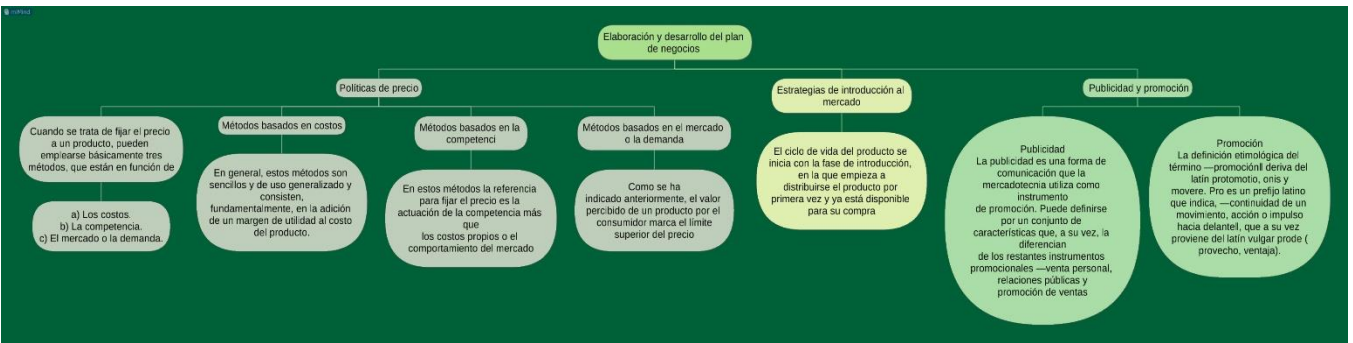 Elaboración y desarrollo del plan
de negocios
Políticas de precio
Cuando se trata de fijar el precio
a un producto, pueden
emplearse básicamente tres
métodos, que están en función de
a) Los costos.
b) La competencia.
c) El mercado o la demanda.
Métodos basados en costos
En general, estos métodos son
sencillos y de uso generalizado y
consisten,
fundamentalmente, en la adición
de un margen de utilidad al costo
del producto.
Métodos basados en la
competenci
En estos métodos la referencia
para fijar el precio es la
actuación de la competencia más
que
los costos propios o el
comportamiento del mercado
Métodos basados en el mercado
o la demanda
Como se ha
indicado anteriormente, el valor
percibido de un producto por el
consumidor marca el límite
superior del precio
Estrategias de introducción al
mercado
El ciclo de vida del producto se
inicia con la fase de introducción,
en la que empieza a
distribuirse el producto por
primera vez y ya está disponible
para su compra
Publicidad y promoción
Publicidad
La publicidad es una forma de
comunicación que la
mercadotecnia utiliza como
instrumento
de promoción. Puede definirse
por un conjunto de
características que, a su vez, la
diferencian
de los restantes instrumentos
promocionales —venta personal,
relaciones públicas y
promoción de ventas
Promoción
La definición etimológica del
término —promociónll deriva del
latín protomotio, onis y
movere. Pro es un prefijo latino
que indica, —continuidad de un
movimiento, acción o impulso
hacia delantell, que a su vez
proviene del latín vulgar prode (
provecho, ventaja).